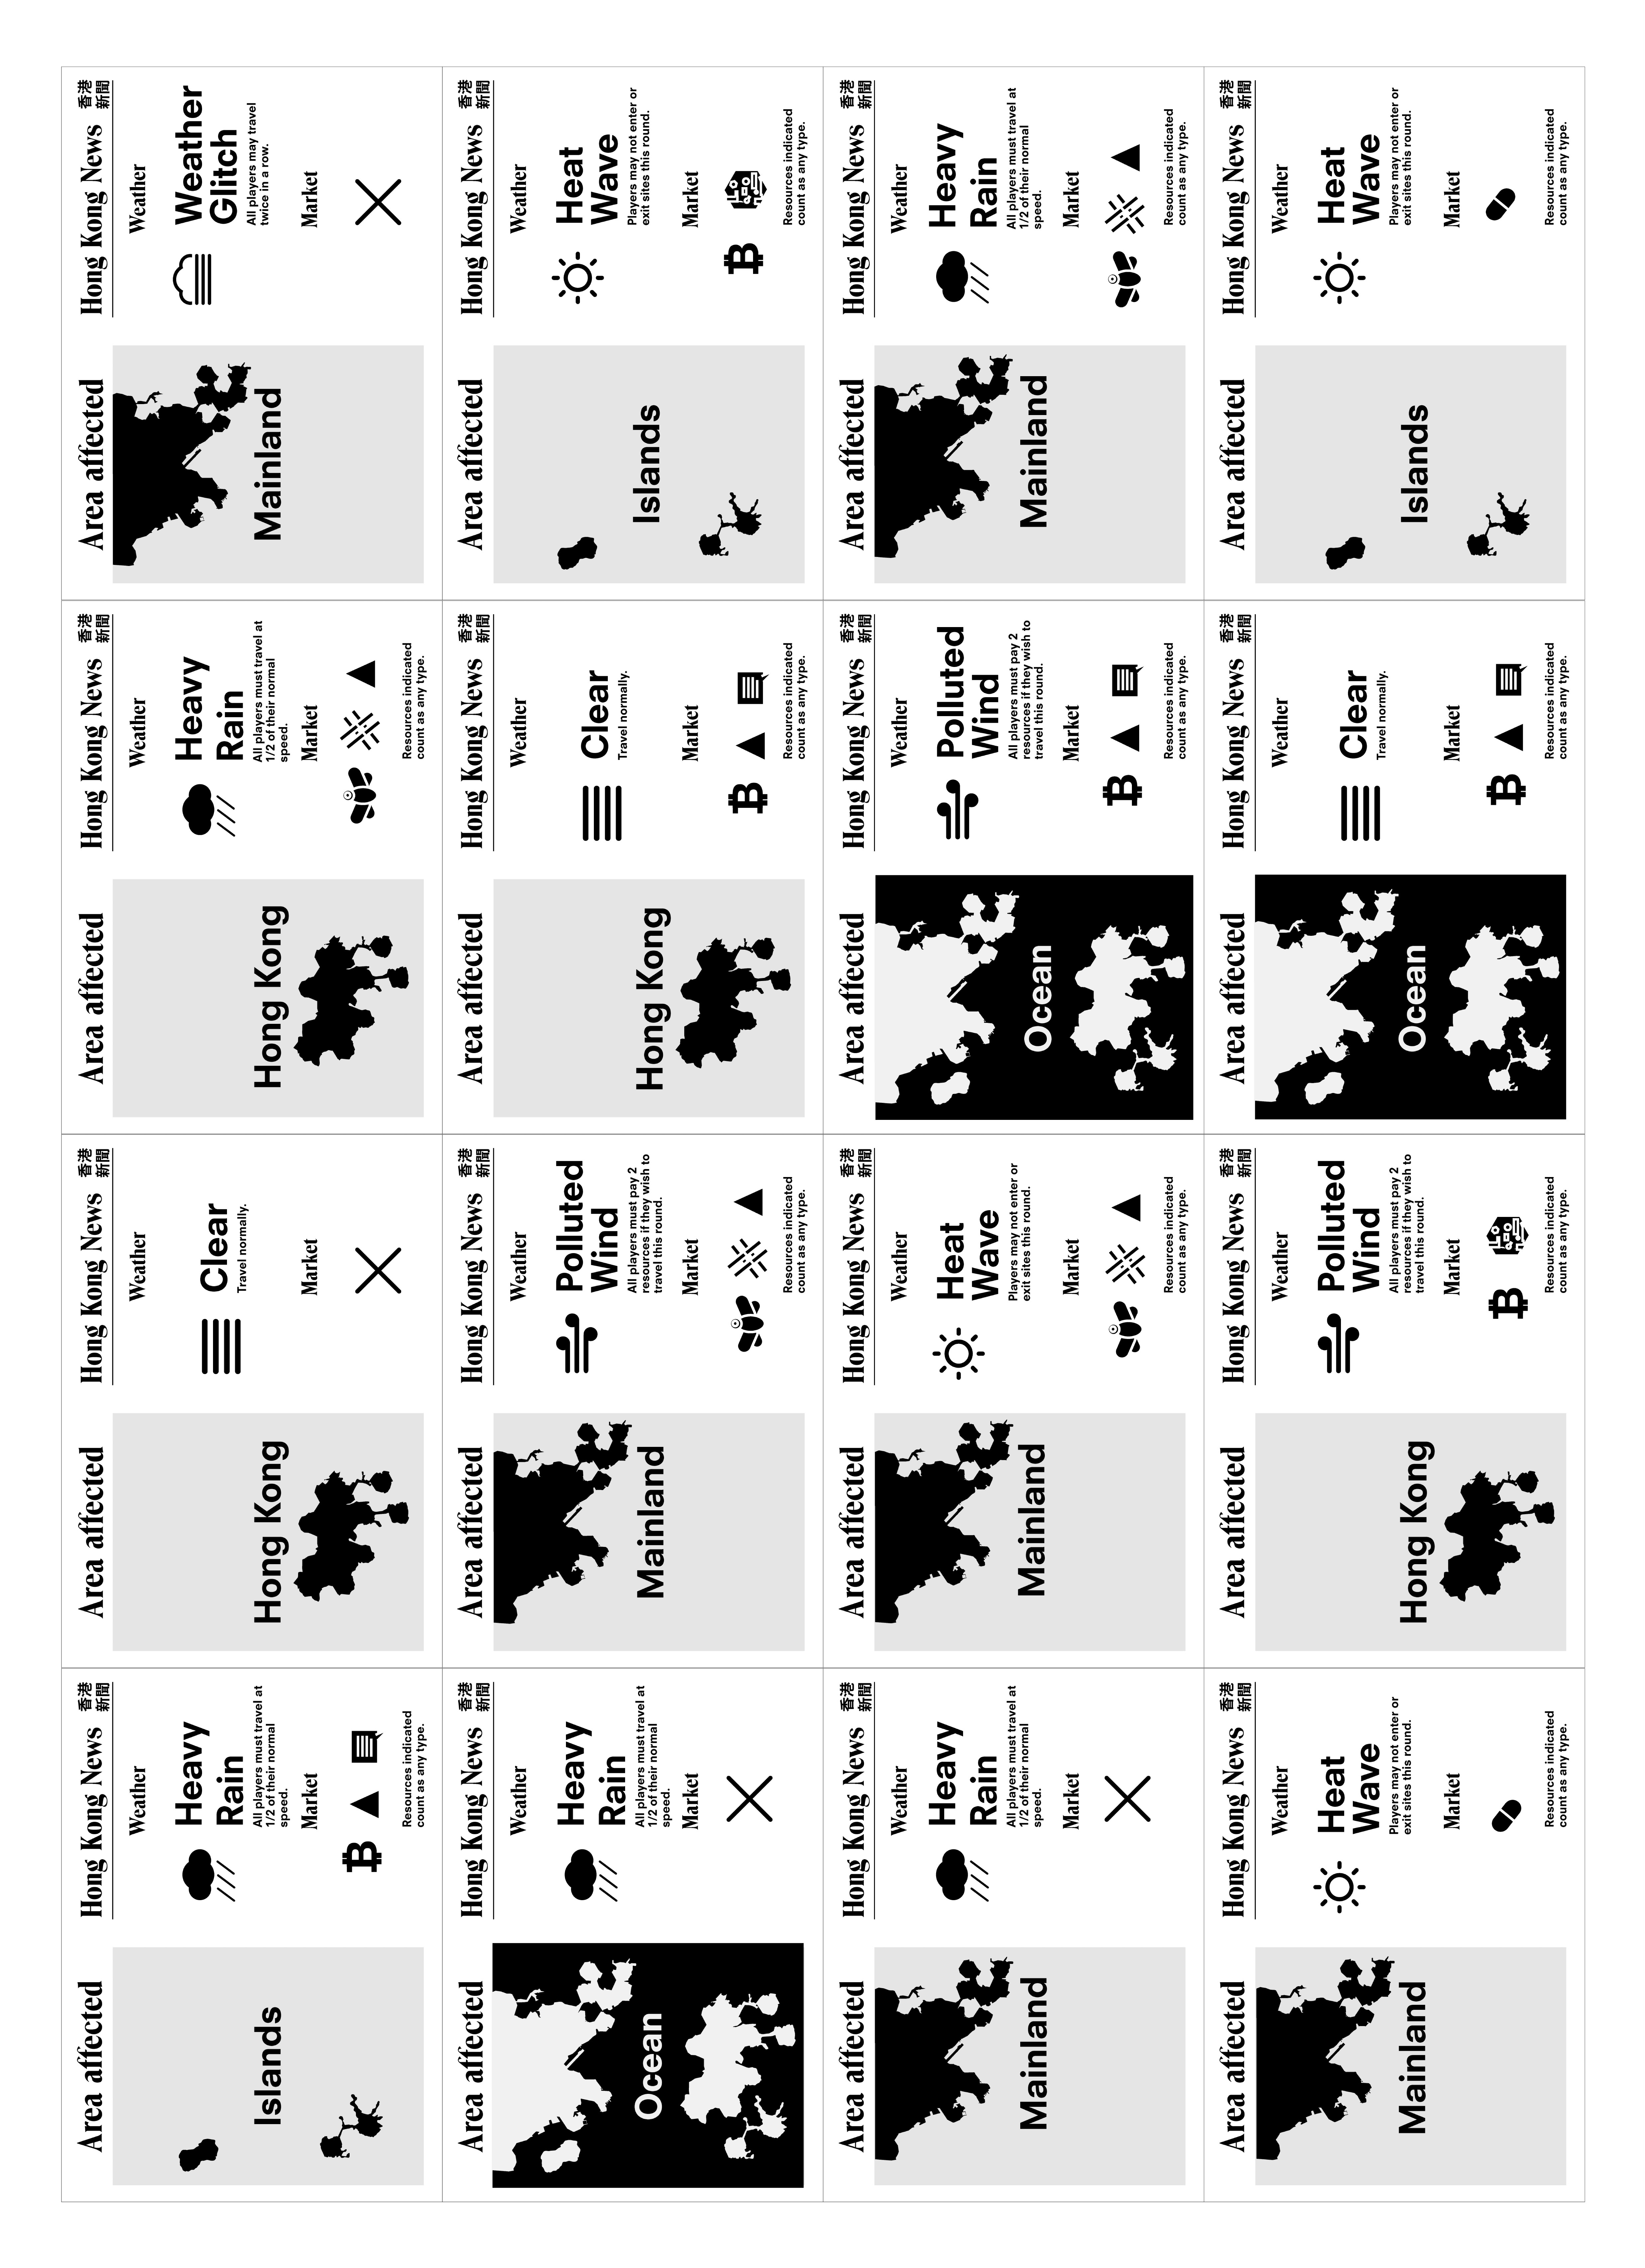 Area affected
Islands
Hong Kong News
香港
新聞
Weather
Heavy
Rain
All players must travel at
1/2 of their normal
speed.
Market
Resources indicated
count as any type.
Area affected
Hong Kong
Hong Kong News
香港
新聞
Weather
Clear
Travel normally.
Market
Area affected
Hong Kong
Hong Kong News
香港
新聞
Weather
Heavy
Rain
All players must travel at
1/2 of their normal
speed.
Market
Resources indicated
count as any type.
Area affected
Mainland
Hong Kong News
香港
新聞
Weather
Weather
Glitch
All players may travel
twice in a row.
Market
Area affected
Ocean
Hong Kong News
香港
新聞
Weather
Heavy
Rain
All players must travel at
1/2 of their normal
speed.
Market
Area affected
Mainland
Hong Kong News
香港
新聞
Weather
Polluted
Wind
All players must pay 2
resources if they wish to
travel this round.
Market
Resources indicated
count as any type.
Area affected
Hong Kong
Hong Kong News
香港
新聞
Weather
Clear
Travel normally.
Market
Resources indicated
count as any type.
Area affected
Islands
Hong Kong News
香港
新聞
Weather
Heat
Wave
Players may not enter or
exit sites this round.
Market
Resources indicated
count as any type.
Area affected
Mainland
Hong Kong News
香港
新聞
Weather
Heavy
Rain
All players must travel at
1/2 of their normal
speed.
Market
Area affected
Mainland
Hong Kong News
香港
新聞
Weather
Heat
Wave
Players may not enter or
exit sites this round.
Market
Resources indicated
count as any type.
Area affected
Ocean
Hong Kong News
香港
新聞
Weather
Polluted
Wind
All players must pay 2
resources if they wish to
travel this round.
Market
Resources indicated
count as any type.
Area affected
Mainland
Hong Kong News
香港
新聞
Weather
Heavy
Rain
All players must travel at
1/2 of their normal
speed.
Market
Resources indicated
count as any type.
Area affected
Mainland
Hong Kong News
香港
新聞
Weather
Heat
Wave
Players may not enter or
exit sites this round.
Market
Resources indicated
count as any type.
Area affected
Hong Kong
Hong Kong News
香港
新聞
Weather
Polluted
Wind
All players must pay 2
resources if they wish to
travel this round.
Market
Resources indicated
count as any type.
Area affected
Ocean
Hong Kong News
香港
新聞
Weather
Clear
Travel normally.
Market
Resources indicated
count as any type.
Area affected
Islands
Hong Kong News
香港
新聞
Weather
Heat
Wave
Players may not enter or
exit sites this round.
Market
Resources indicated
count as any type.